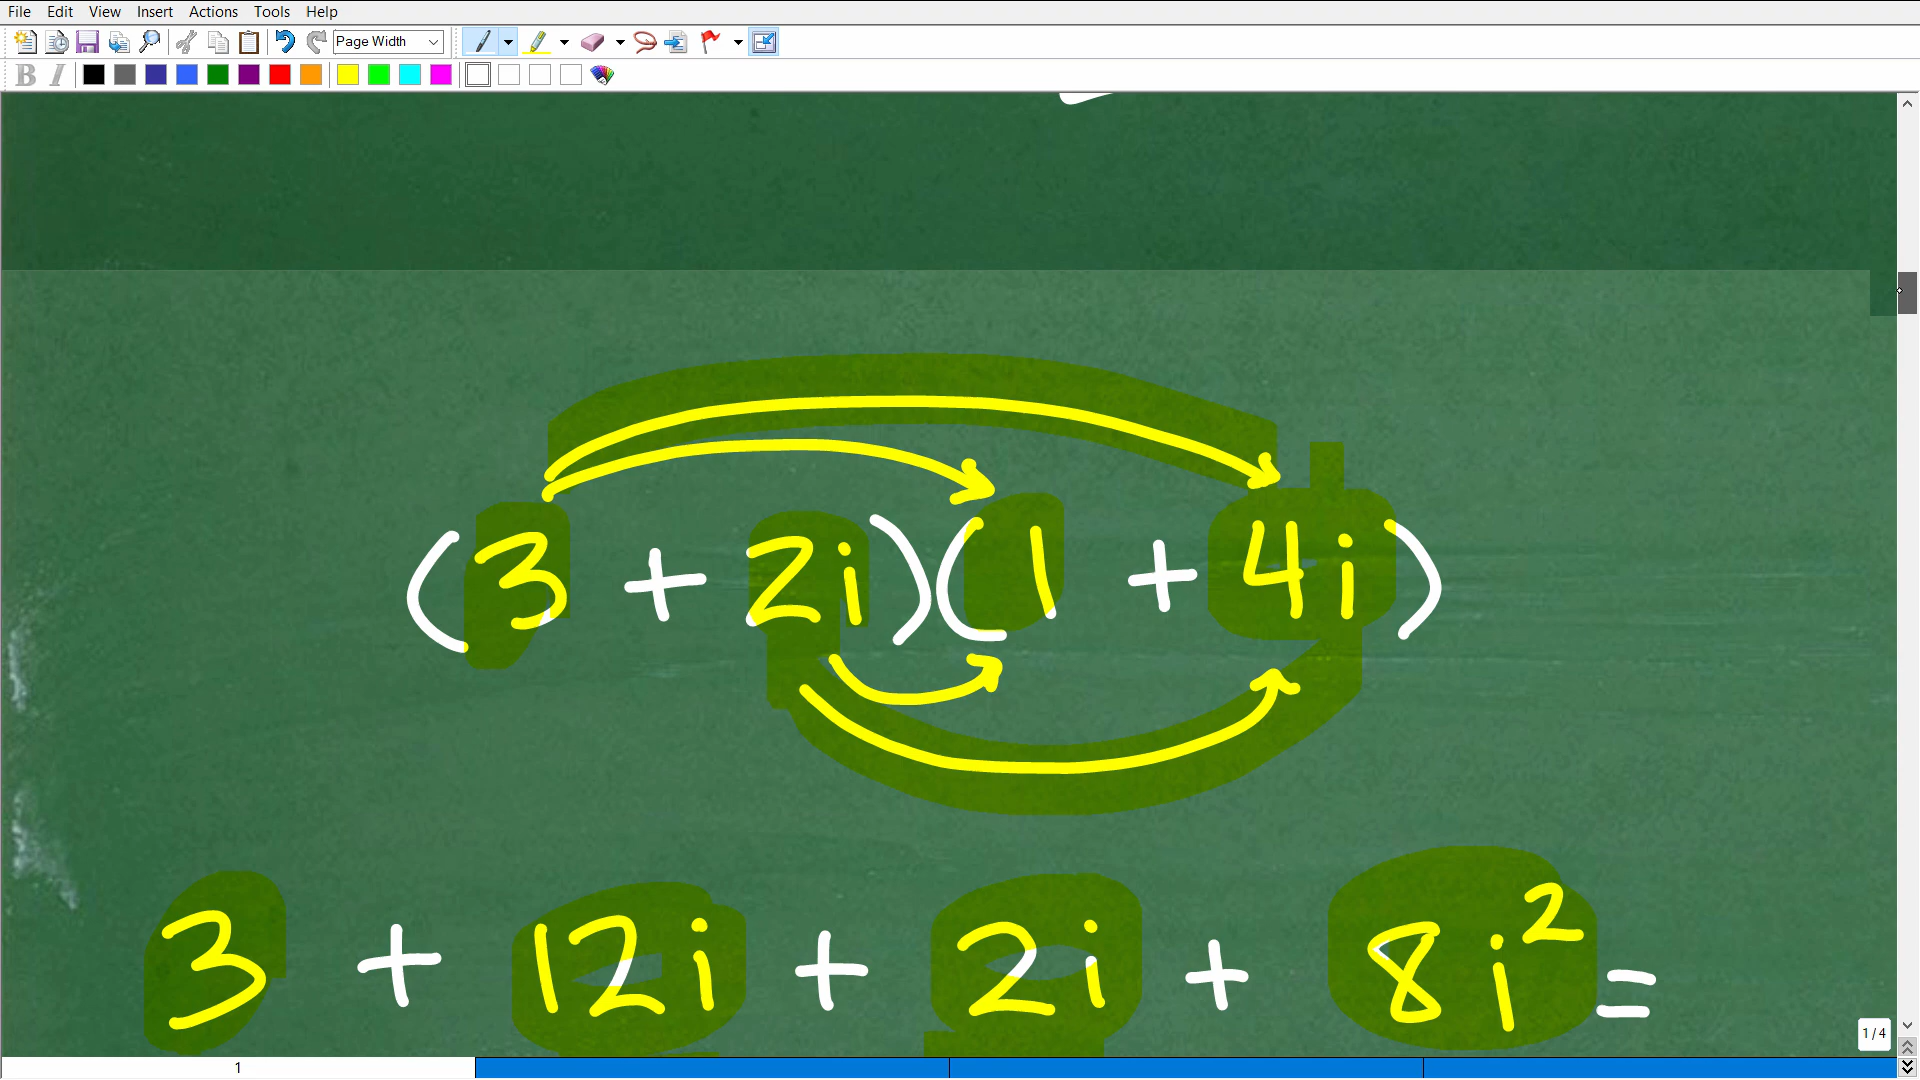 File Edit View Insert Actions Tools Help
Page Width
B I
(3 + 2i)(1 + 4i)
3 + 12i + 2i + 8i² =
1 / 4
1